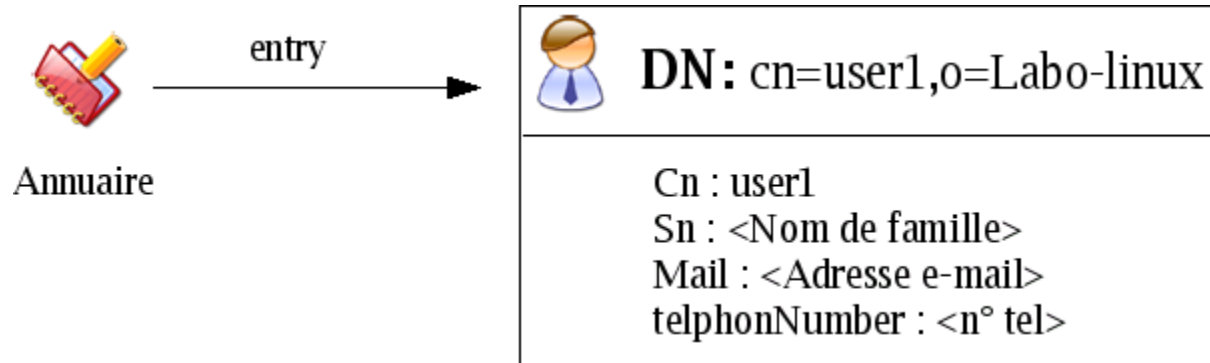 entry
Annuaire
DN: cn=user1,o=Labo-linux
Cn : user1
Sn : <Nom de famille>
Mail : <Adresse e-mail>
telphonNumber : <n° tel>